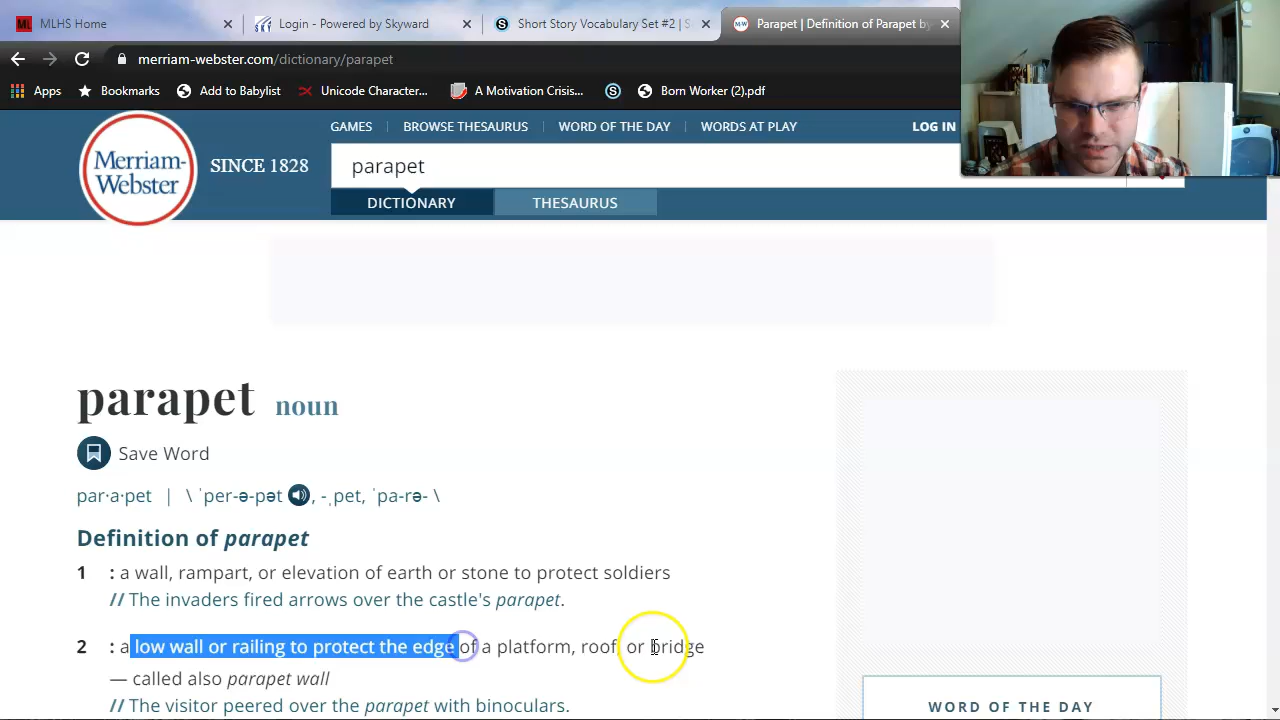 MLHS Home
Login - Powered by Skyward
Short Story Vocabulary Set #2 | S
Parapet | Definition of Parapet by
merriam-webster.com/dictionary/parapet
Apps
Bookmarks
Add to Babylist
Unicode Character...
A Motivation Crisis...
Born Worker (2).pdf
GAMES
BROWSE THESAURUS
WORD OF THE DAY
WORDS AT PLAY
LOG IN
Merriam-
Webster
SINCE 1828
parapet
DICTIONARY
THESAURUS
parapet noun
Save Word
par·a·pet | \ ˈper-ə-pət , -ˌpet, ˈpa-rə- \
Definition of parapet
1 : a wall, rampart, or elevation of earth or stone to protect soldiers
// The invaders fired arrows over the castle's parapet.
2 : a low wall or railing to protect the edge of a platform, roof, or bridge
— called also parapet wall
// The visitor peered over the parapet with binoculars.
WORD OF THE DAY